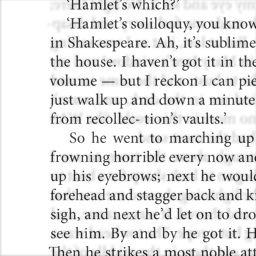 'Hamlet's which?'
'Hamlet's soliloquy, you know
in Shakespeare. Ah, it's sublime
the house. I haven't got it in the
volume — but I reckon I can pie
just walk up and down a minute
from recollec- tion's vaults.'
So he went to marching up
frowning horrible every now an
up his eyebrows; next he woul
forehead and stagger back and k
sigh, and next he'd let on to dro
see him. By and by he got it. H
Then he strikes a most noble att